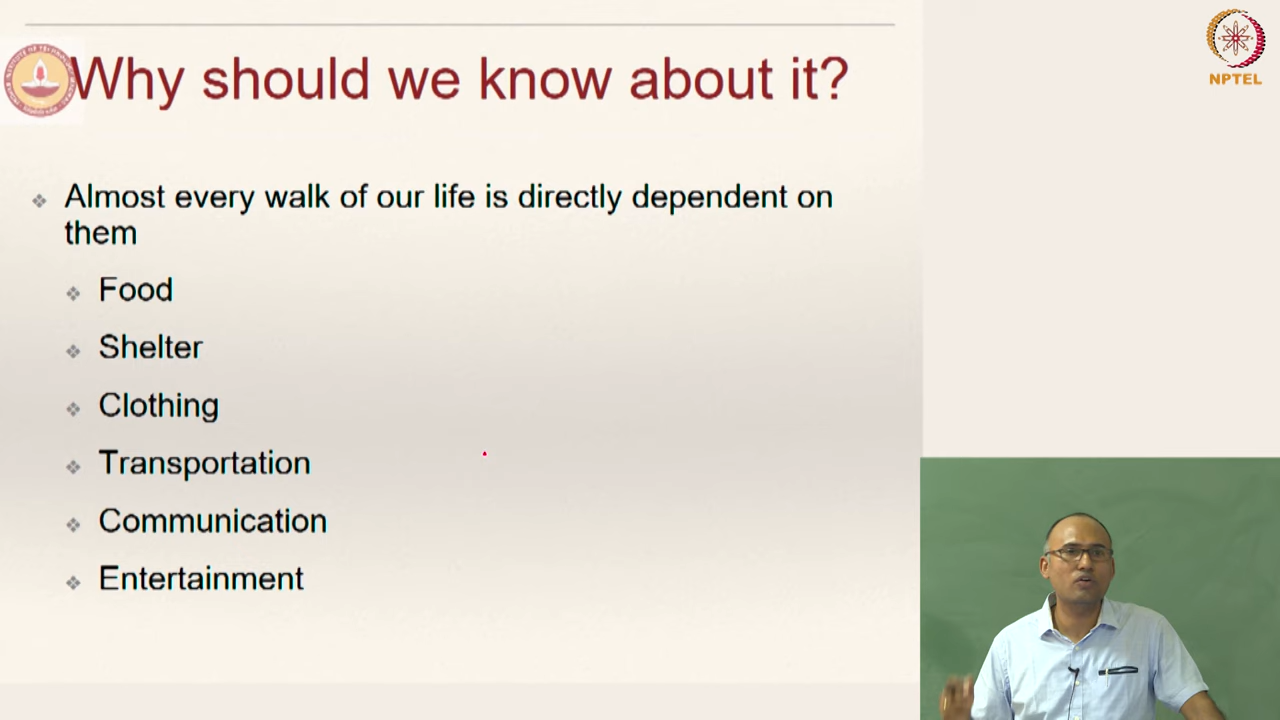 Why should we know about it?
NPTEL
Almost every walk of our life is directly dependent on
them
Food
Shelter
Clothing
Transportation
Communication
Entertainment